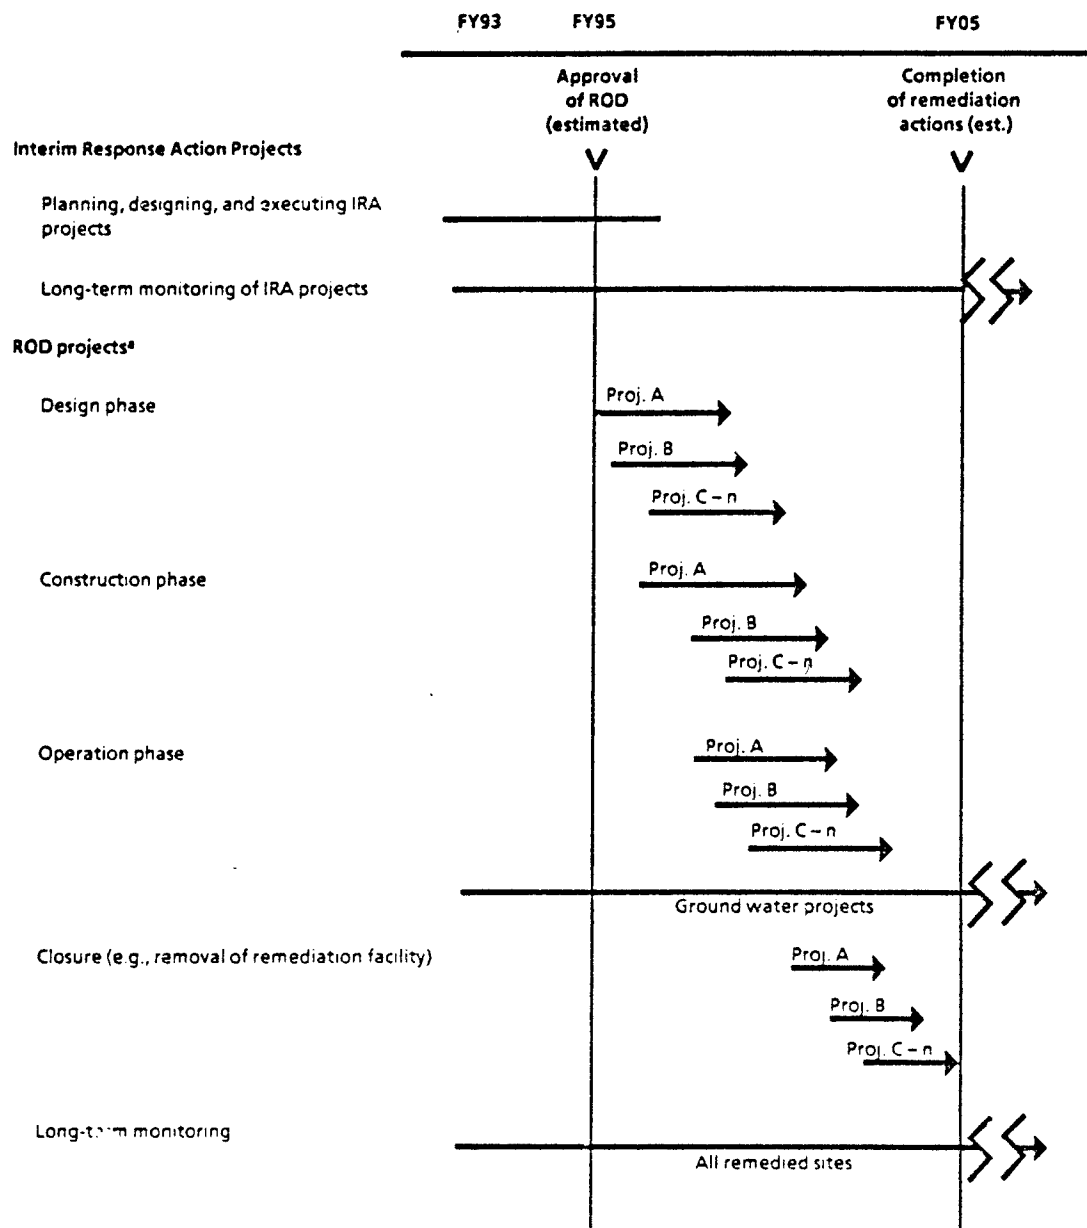 FY93 FY95 FY05
Approval
of ROD
(estimated)
Completion
of remediation
actions (est.)
Interim Response Action Projects
Planning, designing, and executing IRA
projects
Long-term monitoring of IRA projects
ROD projectsᵃ
Design phase
Proj. A
Proj. B
Proj. C – n
Construction phase
Proj. A
Proj. B
Proj. C – n
Operation phase
Proj. A
Proj. B
Proj. C – n
Ground water projects
Closure (e.g., removal of remediation facility)
Proj. A
Proj. B
Proj. C – n
Long-term monitoring
All remedied sites